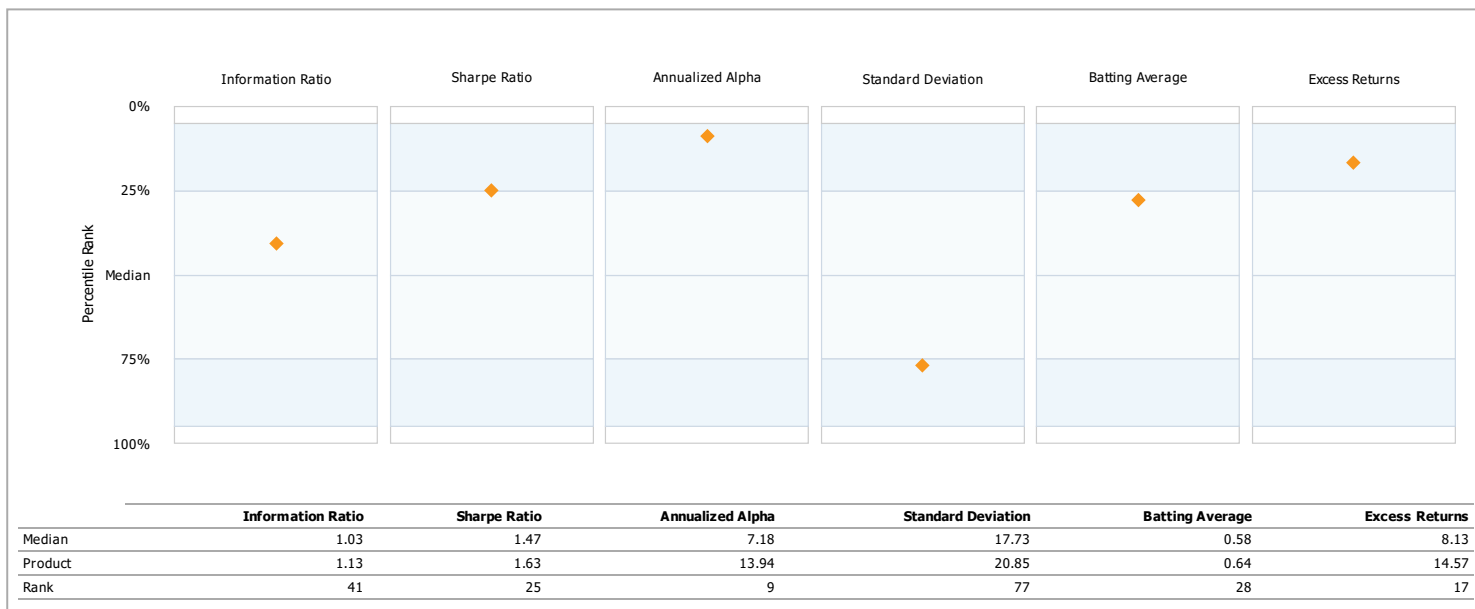 Information Ratio Sharpe Ratio Annualized Alpha Standard Deviation Batting Average Excess Returns
0%
25%
Percentile Rank
Median
75%
100%
Information Ratio Sharpe Ratio Annualized Alpha Standard Deviation Batting Average Excess Returns
Median 1.03 1.47 7.18 17.73 0.58 8.13
Product 1.13 1.63 13.94 20.85 0.64 14.57
Rank 41 25 9 77 28 17